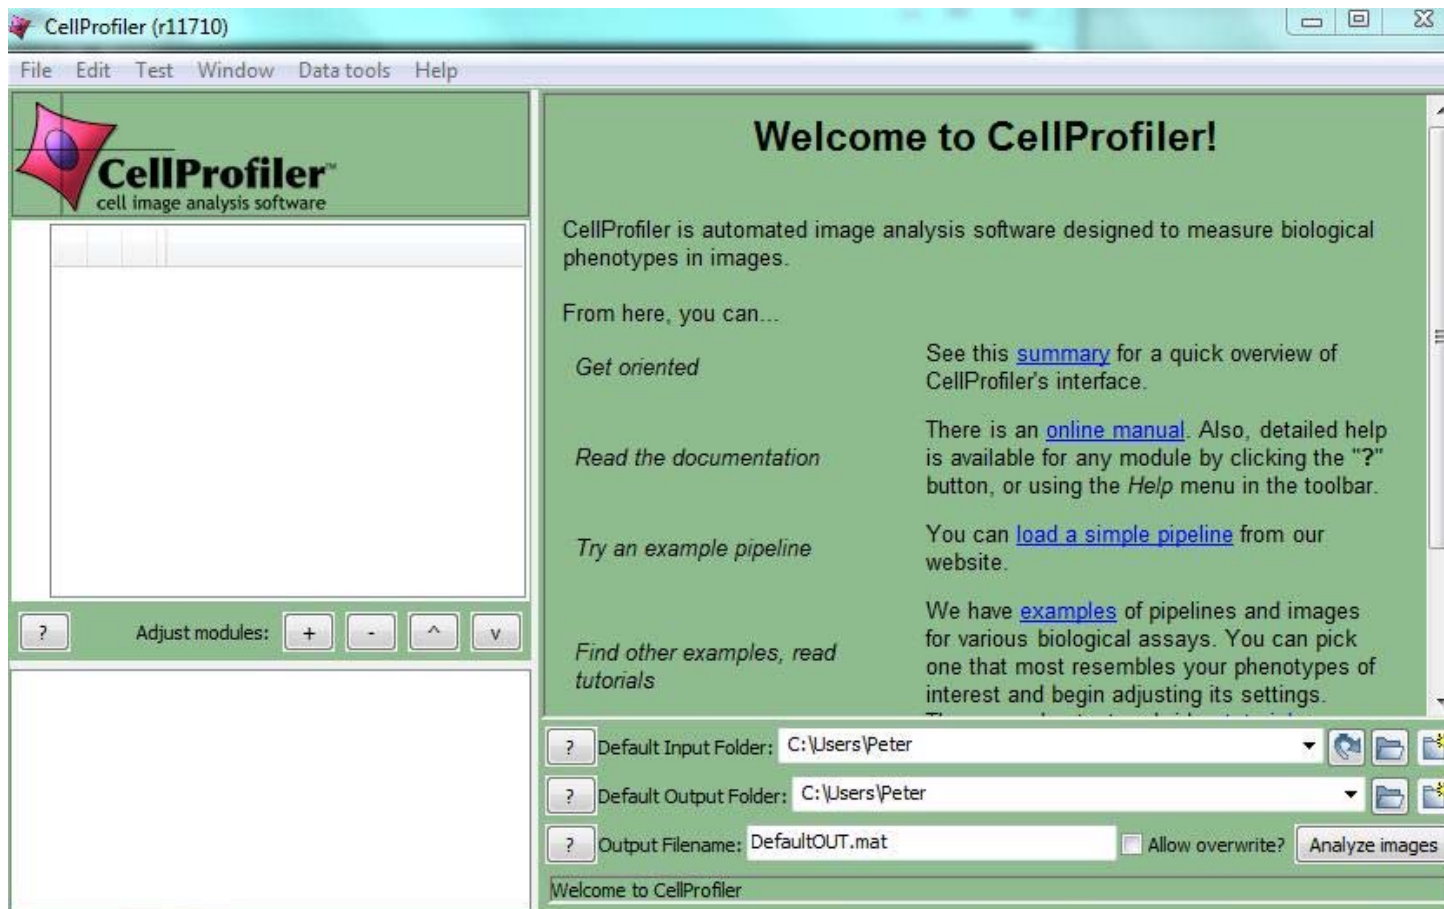 CellProfiler (r11710)
File Edit Test Window Data tools Help
CellProfiler™
cell image analysis software
? Adjust modules: + - ^ v
Welcome to CellProfiler!
CellProfiler is automated image analysis software designed to measure biological
phenotypes in images.
From here, you can...
Get oriented
See this summary for a quick overview of
CellProfiler's interface.
Read the documentation
There is an online manual. Also, detailed help
is available for any module by clicking the "?"
button, or using the Help menu in the toolbar.
Try an example pipeline
You can load a simple pipeline from our
website.
Find other examples, read
tutorials
We have examples of pipelines and images
for various biological assays. You can pick
one that most resembles your phenotypes of
interest and begin adjusting its settings.
? Default Input Folder: C:\Users\Peter
? Default Output Folder: C:\Users\Peter
? Output Filename: DefaultOUT.mat Allow overwrite? Analyze images
Welcome to CellProfiler